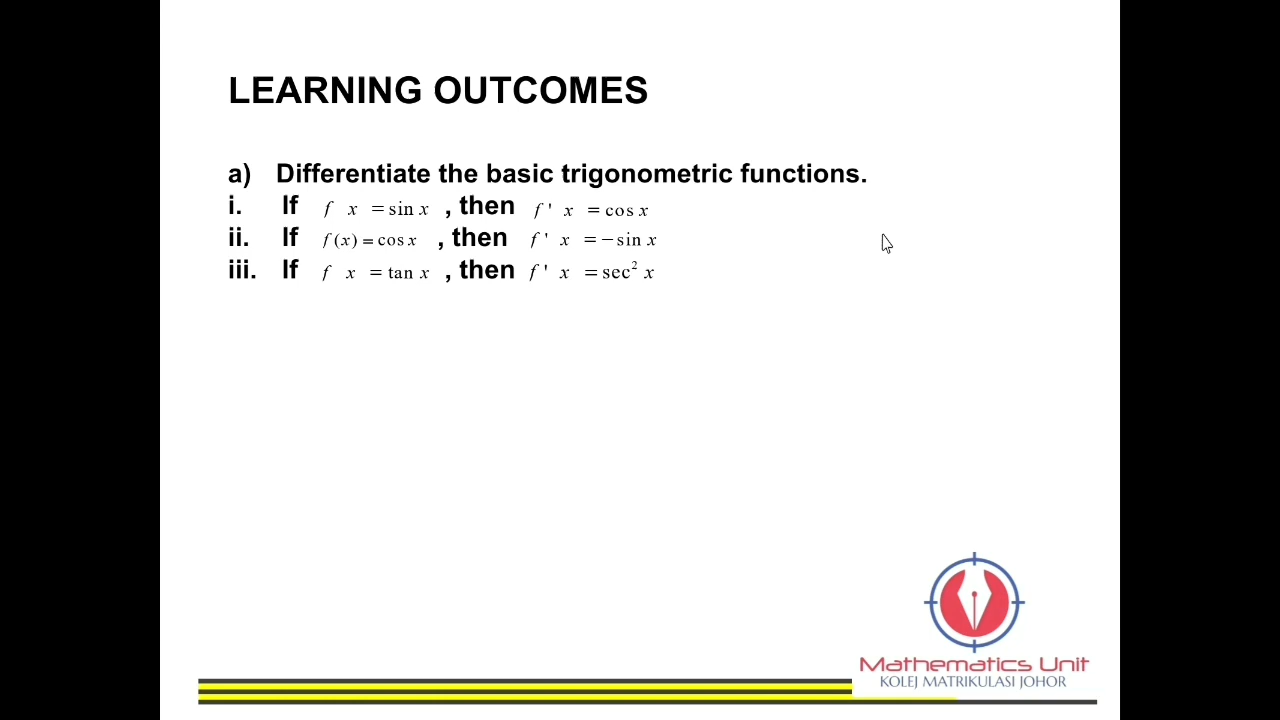 LEARNING OUTCOMES
a) Differentiate the basic trigonometric functions.
i. If f x = sin x , then f ' x = cos x
ii. If f(x) = cos x , then f ' x = − sin x
iii. If f x = tan x , then f ' x = sec² x
Mathematics Unit
KOLEJ MATRIKULASI JOHOR